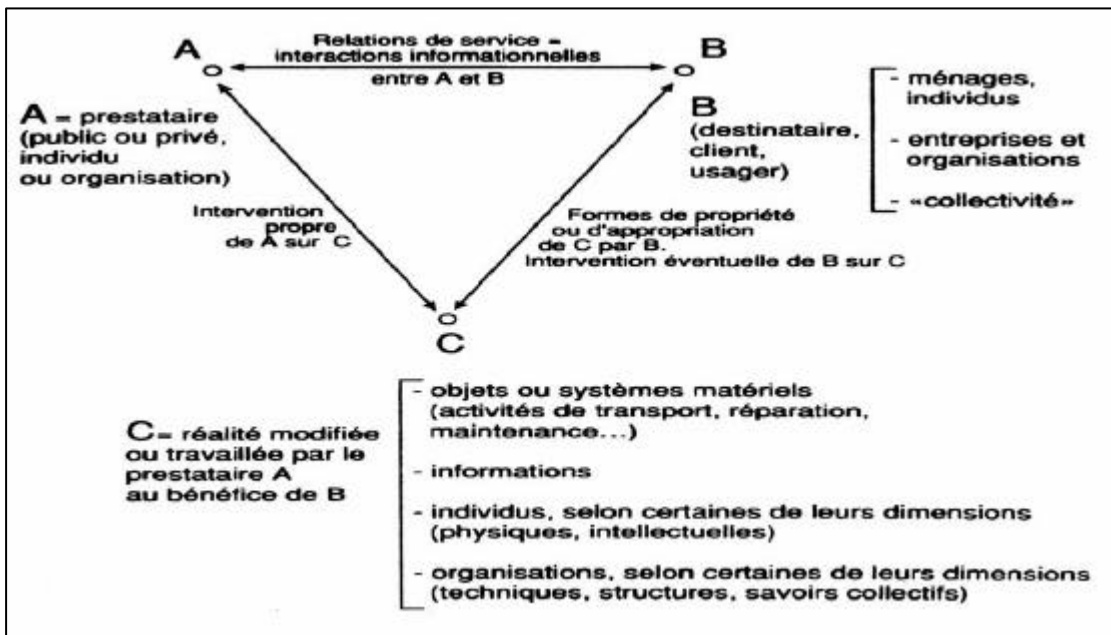 A
Relations de service =
interactions informationnelles
entre A et B
B
A = prestataire
(public ou privé,
individu
ou organisation)
B
(destinataire,
client,
usager)
- ménages,
individus
- entreprises et
organisations
- «collectivité»
Intervention
propre
de A sur C
Formes de propriété
ou d'appropriation
de C par B.
Intervention éventuelle de B sur C
C
C= réalité modifiée
ou travaillée par le
prestataire A
au bénéfice de B
- objets ou systèmes matériels
(activités de transport, réparation,
maintenance...)
- informations
- individus, selon certaines de leurs dimensions
(physiques, intellectuelles)
- organisations, selon certaines de leurs dimensions
(techniques, structures, savoirs collectifs)